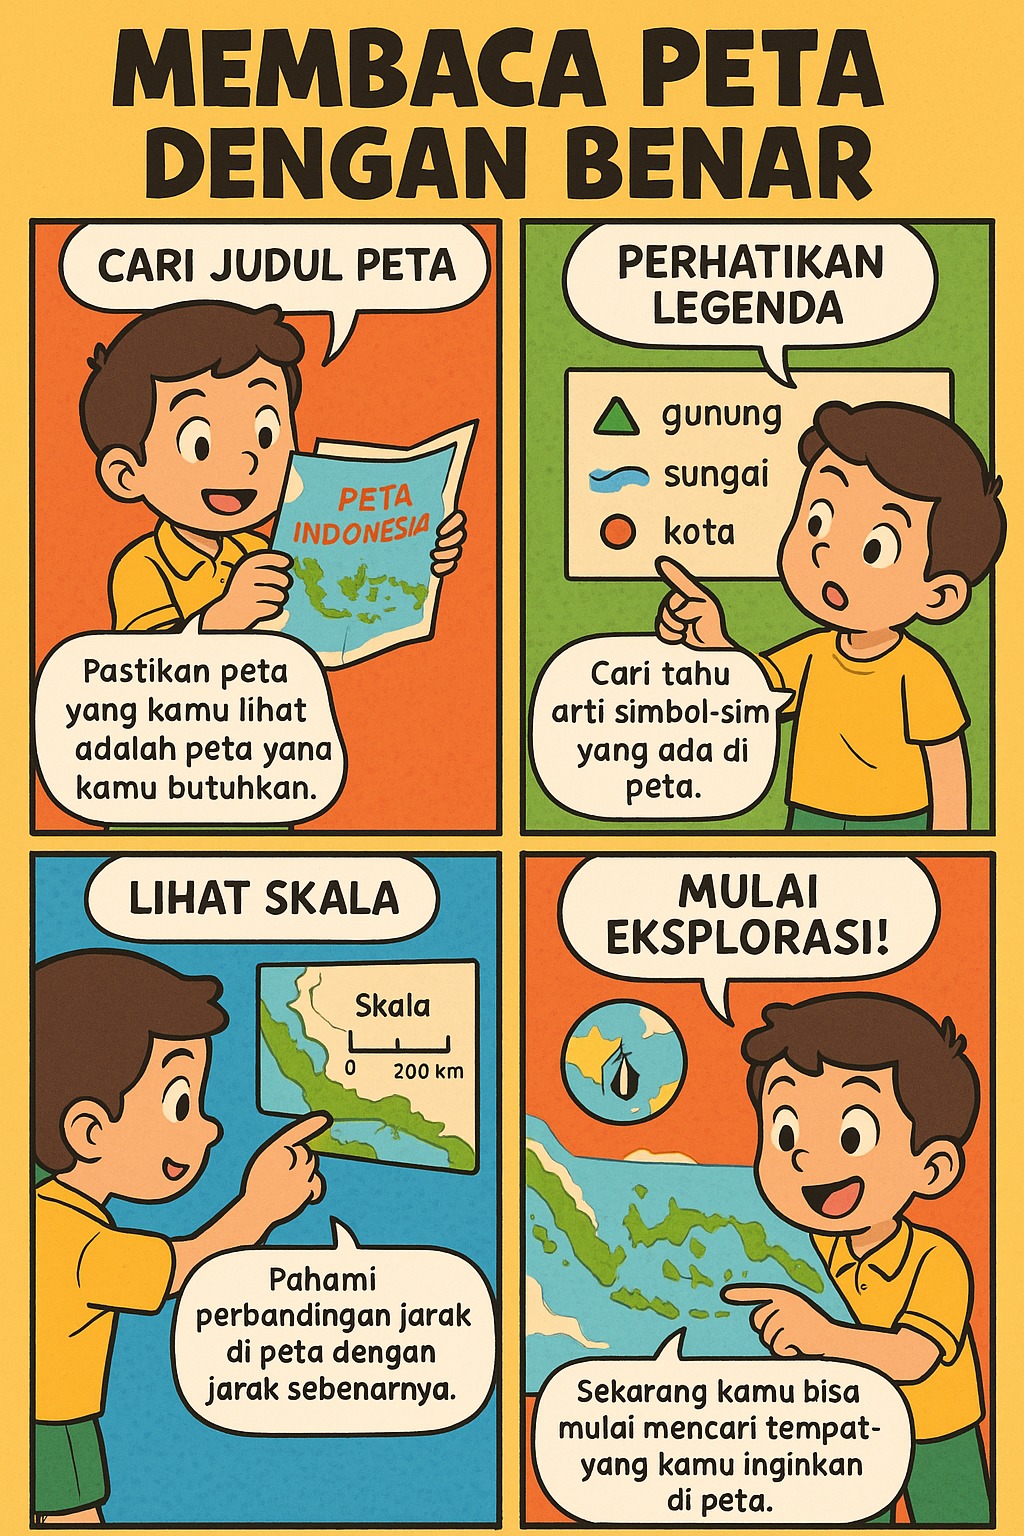 MEMBACA PETA
DENGAN BENAR
CARI JUDUL PETA
PETA
INDONESIA
Pastikan peta
yang kamu lihat
adalah peta yana
kamu butuhkan.
PERHATIKAN
LEGENDA
gunung
sungai
kota
Cari tahu
arti simbol-sim
yang ada di
peta.
LIHAT SKALA
Skala
0 200 km
Pahami
perbandingan jarak
di peta dengan
jarak sebenarnya.
MULAI
EKSPLORASI!
Sekarang kamu bisa
mulai mencari tempat-
yang kamu inginkan
di peta.